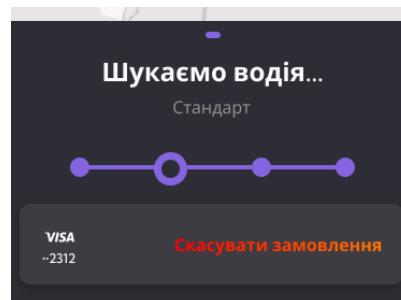 Шукаємо водія...
Стандарт
VISA
··2312
Скасувати замовлення